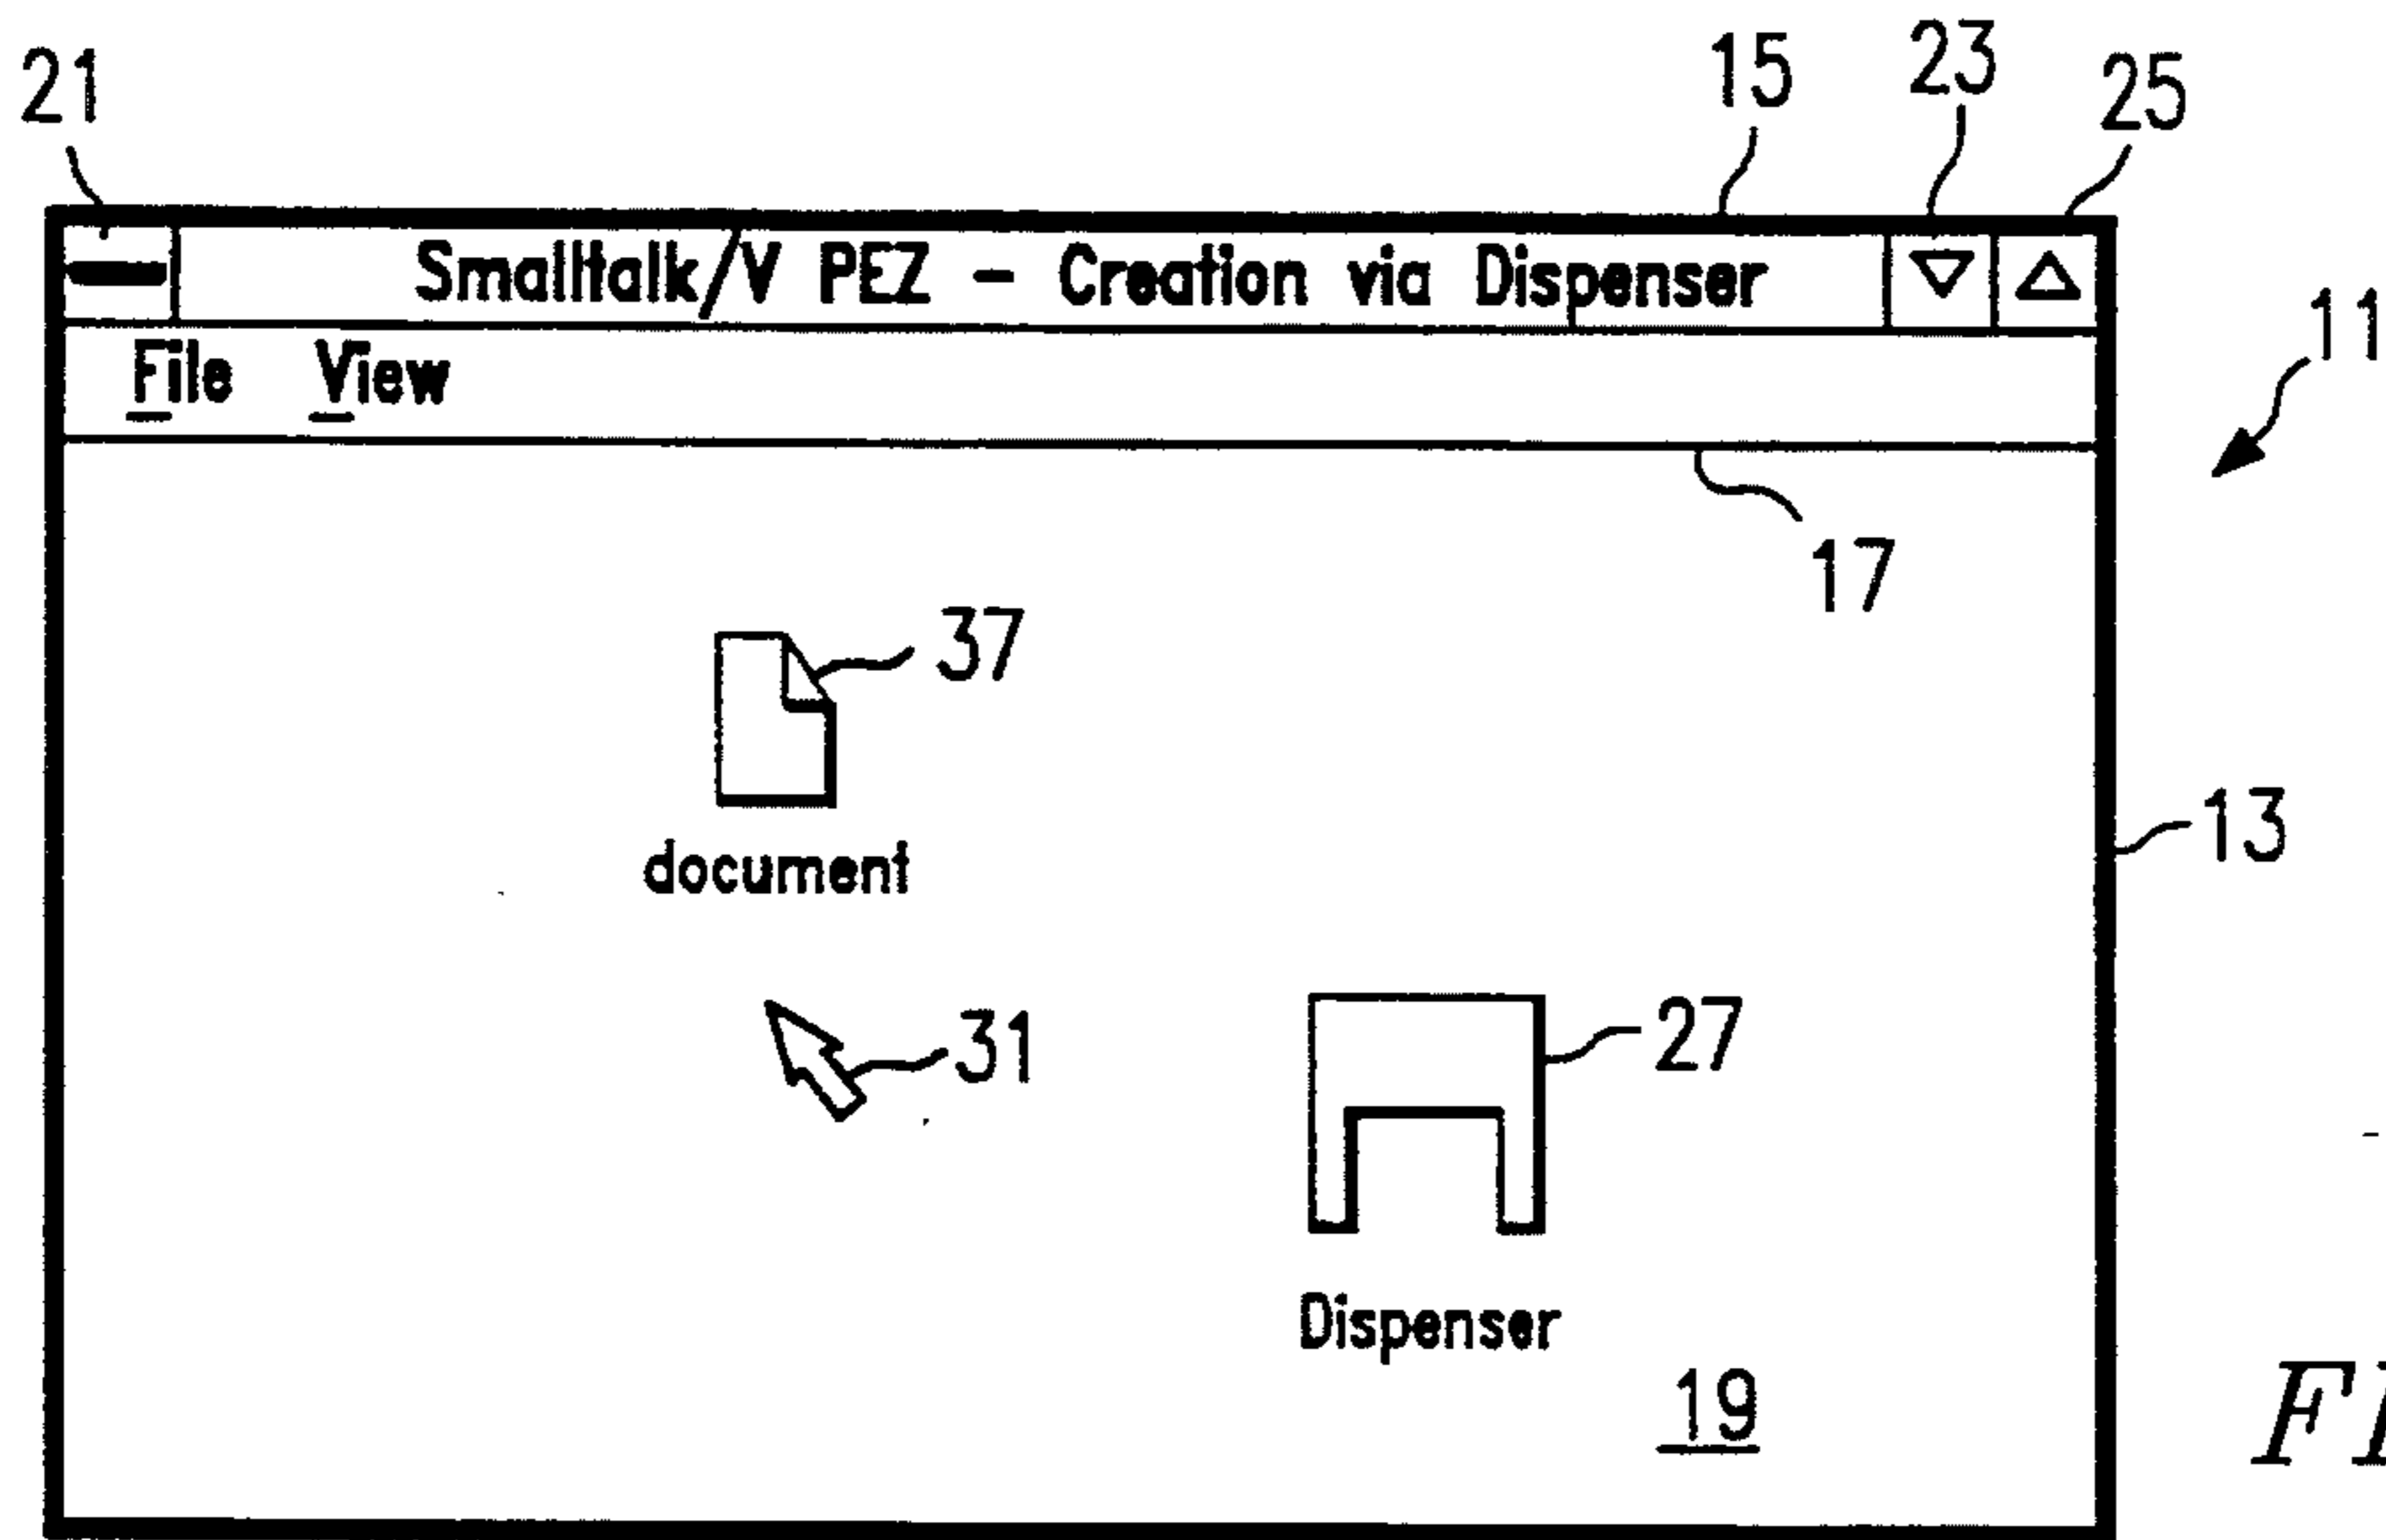 21 15 23 25
Smalltalk/V PEZ - Creation via Dispenser
11
File View
17
37
13
document
31
27
Dispenser
19